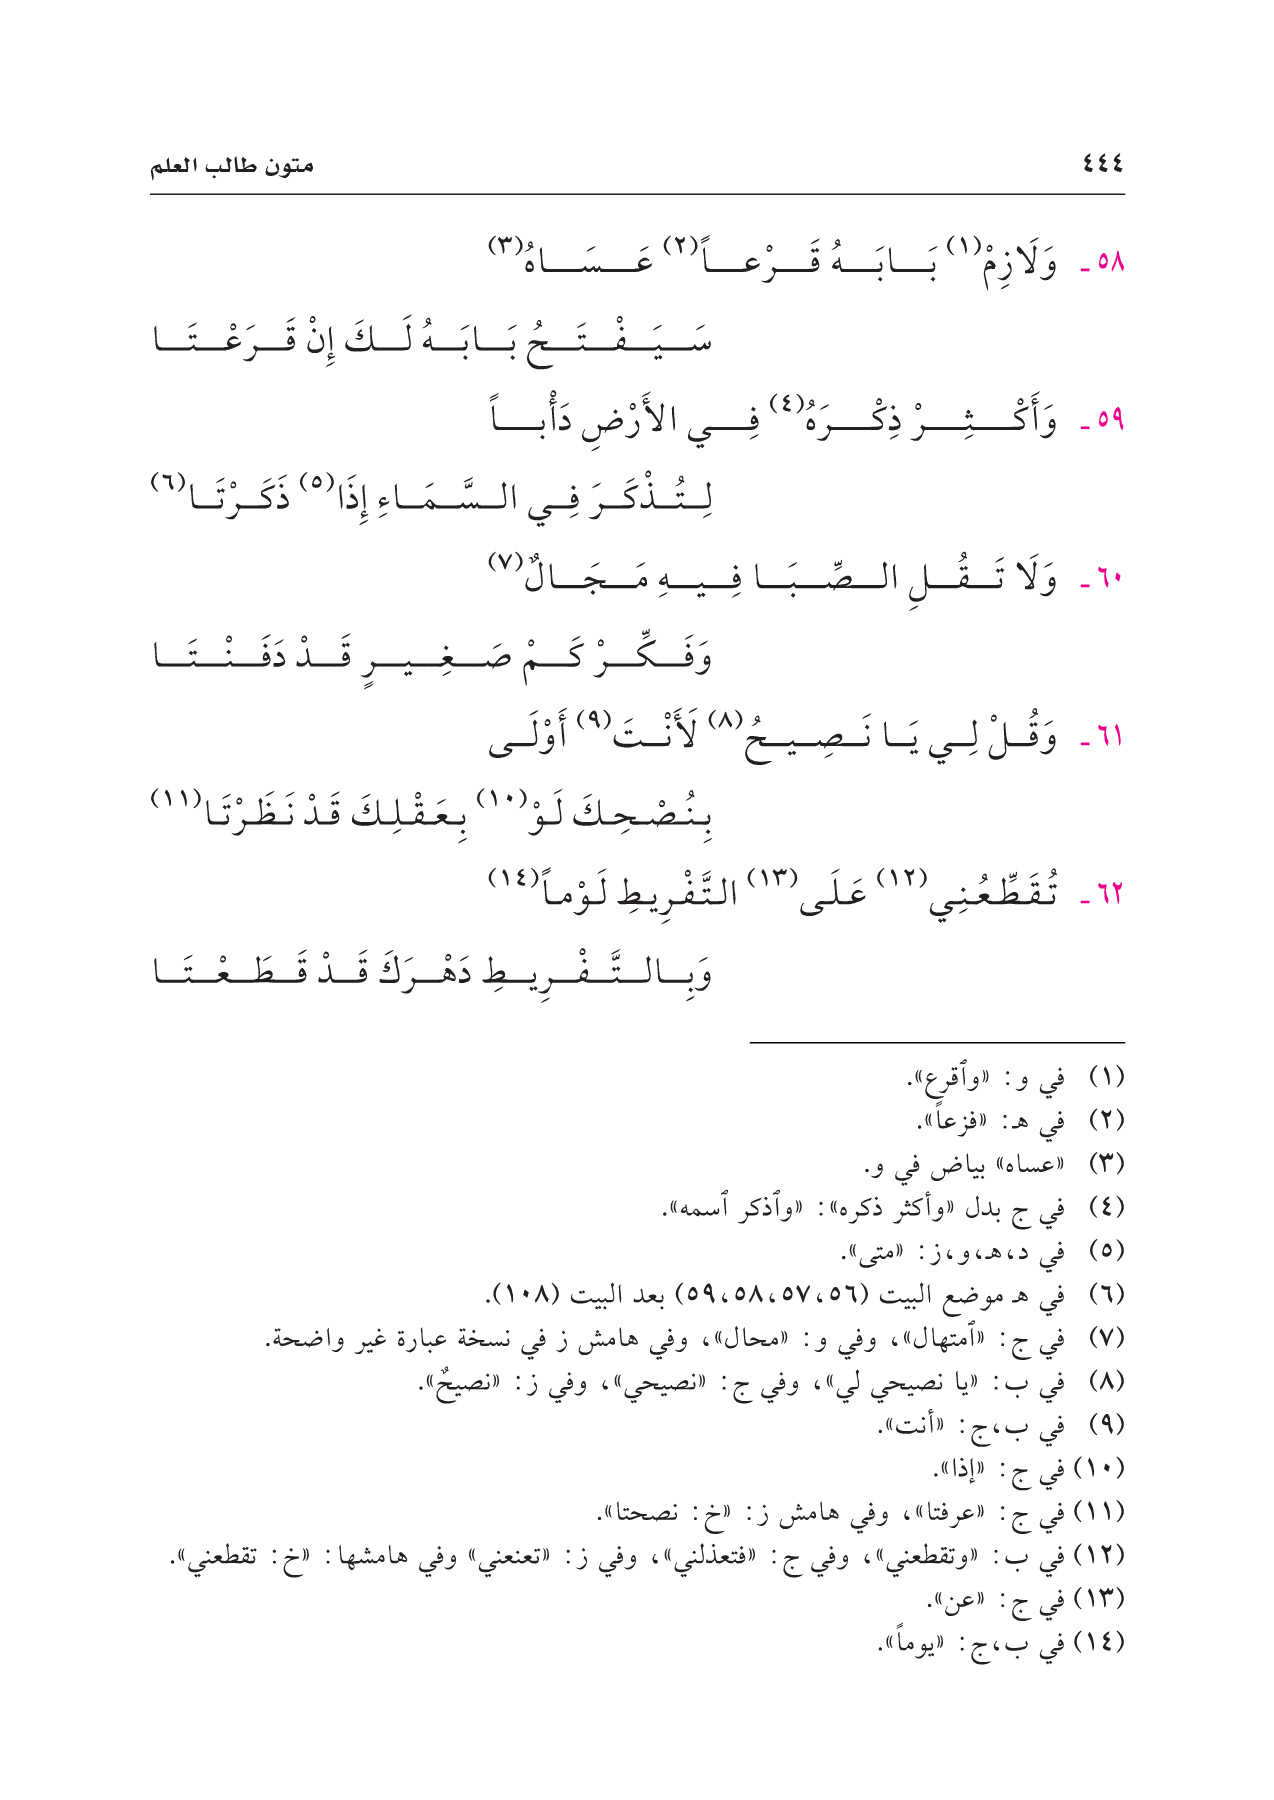 ٤٤٤ متون طالب العلم
٥٨ ـ وَلَازِمْ(١) بَابَهُ قَرْعاً(٢) عَسَاهُ(٣)
سَيَفْتَحُ بَابَهُ لَكَ إِنْ قَرَعْتَا
٥٩ ـ وَأَكْثِرْ ذِكْرَهُ(٤) فِي الأَرْضِ دَأْباً
لِتُذْكَرَ فِي السَّمَاءِ إِذَا(٥) ذَكَرْتَا(٦)
٦٠ ـ وَلَا تَقُلِ الصِّبَا فِيهِ مَجَالٌ(٧)
وَفَكِّرْ كَمْ صَغِيرٍ قَدْ دَفَنْتَا
٦١ ـ وَقُلْ لِي يَا نَصِيحُ(٨) لَأَنْتَ(٩) أَوْلَى
بِنُصْحِكَ لَوْ(١٠) بِعَقْلِكَ قَدْ نَظَرْتَا(١١)
٦٢ ـ تُقَطِّعُنِي(١٢) عَلَى(١٣) التَّفْرِيطِ لَوْماً(١٤)
وَبِالتَّفْرِيطِ دَهْرَكَ قَدْ قَطَعْتَا
(١) في و: «وٱقرع».
(٢) في هـ: «فزعاً».
(٣) «عساه» بياض في و.
(٤) في ج بدل «وأكثر ذكره»: «وٱذكر ٱسمه».
(٥) في د،هـ،و،ز: «متى».
(٦) في هـ موضع البيت (٥٦،٥٧،٥٨،٥٩) بعد البيت (١٠٨).
(٧) في ج: «ٱمتهال»، وفي و: «محال»، وفي هامش ز في نسخة عبارة غير واضحة.
(٨) في ب: «يا نصيحي لي»، وفي ج: «نصيحي»، وفي ز: «نصيحٌ».
(٩) في ب،ج: «أنت».
(١٠) في ج: «إذا».
(١١) في ج: «عرفتا»، وفي هامش ز: «خ: نصحتا».
(١٢) في ب: «وتقطعني»، وفي ج: «فتعذلني»، وفي ز: «تعنعني» وفي هامشها: «خ: تقطعني».
(١٣) في ج: «عن».
(١٤) في ب،ج: «يوماً».